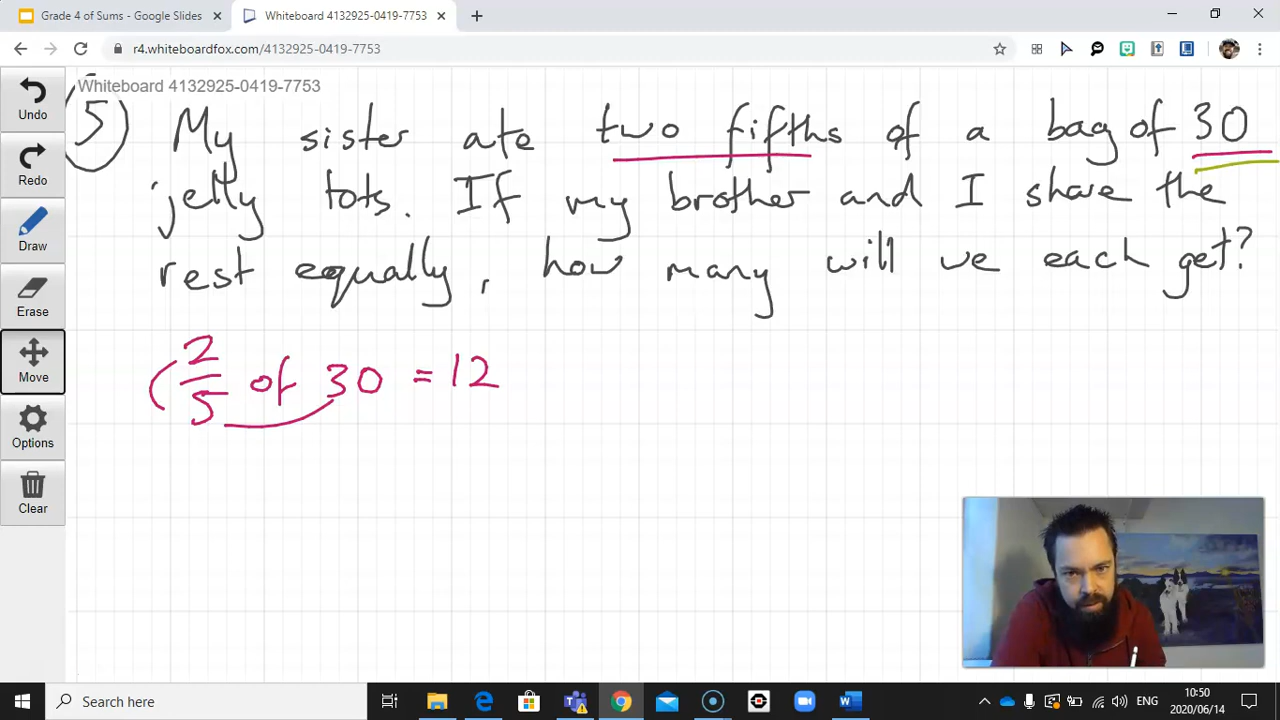 Grade 4 of Sums - Google Slides
Whiteboard 4132925-0419-7753
r4.whiteboardfox.com/4132925-0419-7753
Whiteboard 4132925-0419-7753
Undo
Redo
Draw
Erase
Move
Options
Clear
5 My sister ate two fifths of a bag of 30
jelly tots. If my brother and I share the
rest equally, how many will we each get?
(2/5 of 30 = 12
Search here
ENG
10:50
2020/06/14